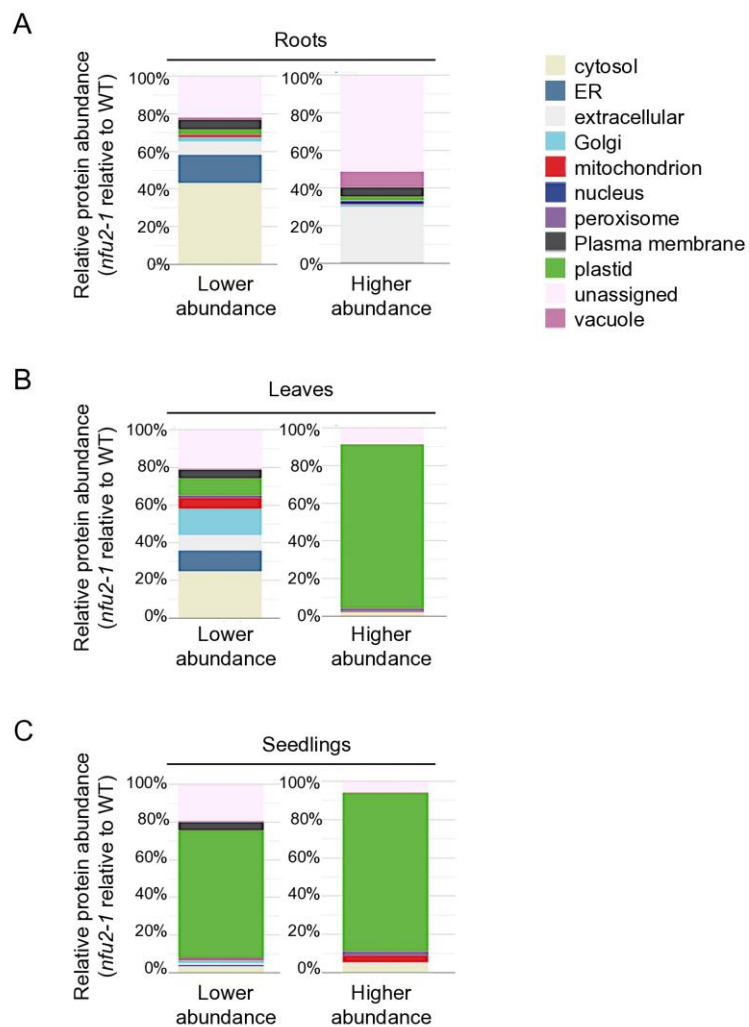 A
Roots
Relative protein abundance
(nfu2-1 relative to WT)
100%
80%
60%
40%
20%
0%
Lower
abundance
100%
80%
60%
40%
20%
0%
Higher
abundance
cytosol
ER
extracellular
Golgi
mitochondrion
nucleus
peroxisome
Plasma membrane
plastid
unassigned
vacuole
B
Leaves
Relative protein abundance
(nfu2-1 relative to WT)
100%
80%
60%
40%
20%
0%
Lower
abundance
100%
80%
60%
40%
20%
0%
Higher
abundance
C
Seedlings
Relative protein abundance
(nfu2-1 relative to WT)
100%
80%
60%
40%
20%
0%
Lower
abundance
100%
80%
60%
40%
20%
0%
Higher
abundance